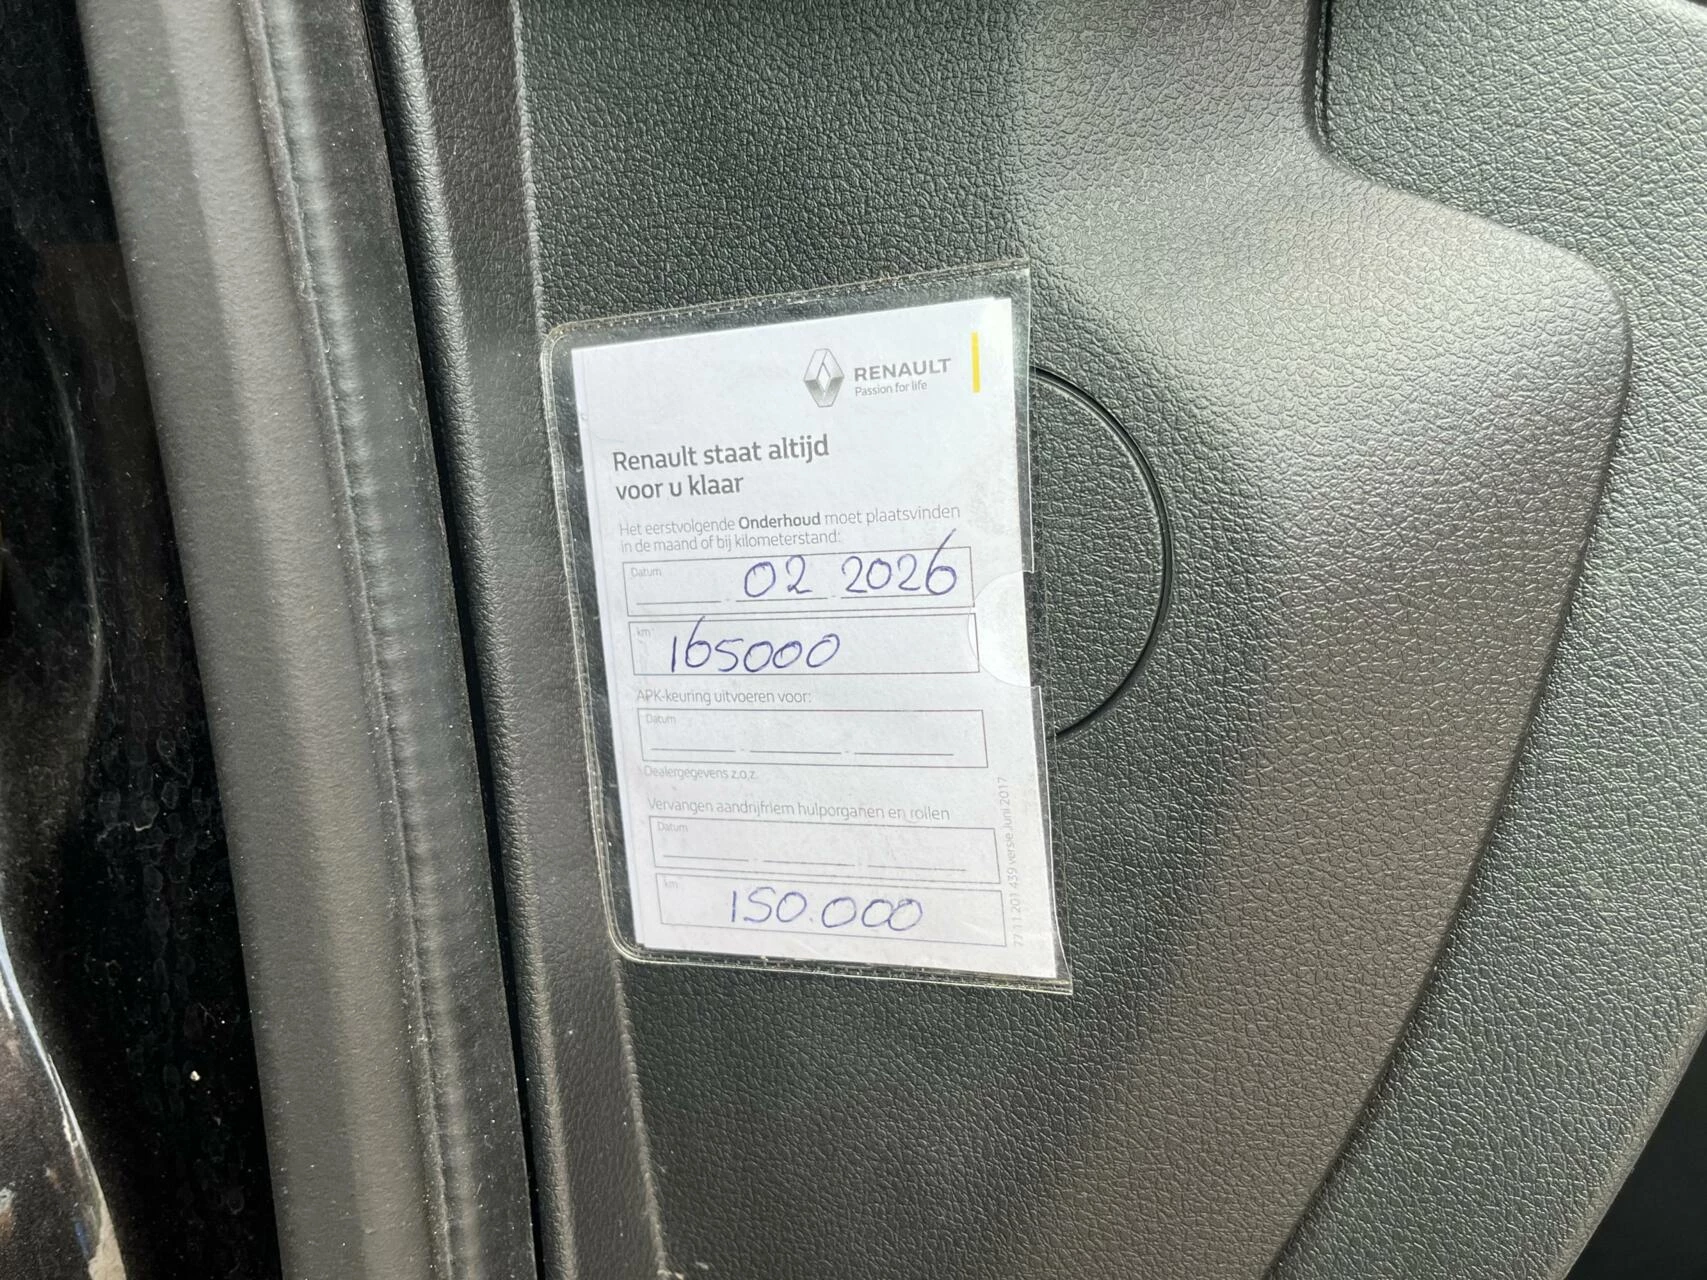 RENAULT
Passion for life
Renault staat altijd
voor u klaar
Het eerstvolgende Onderhoud moet plaatsvinden
in de maand of bij kilometerstand:
Datum
02 2026
km
165000
APK-keuring uitvoeren voor:
Datum
Dealergegevens z.o.z.
Vervangen aandrijfriem hulporganen en rollen
Datum
km
150.000
77 11 201 439 versie Juni 2017